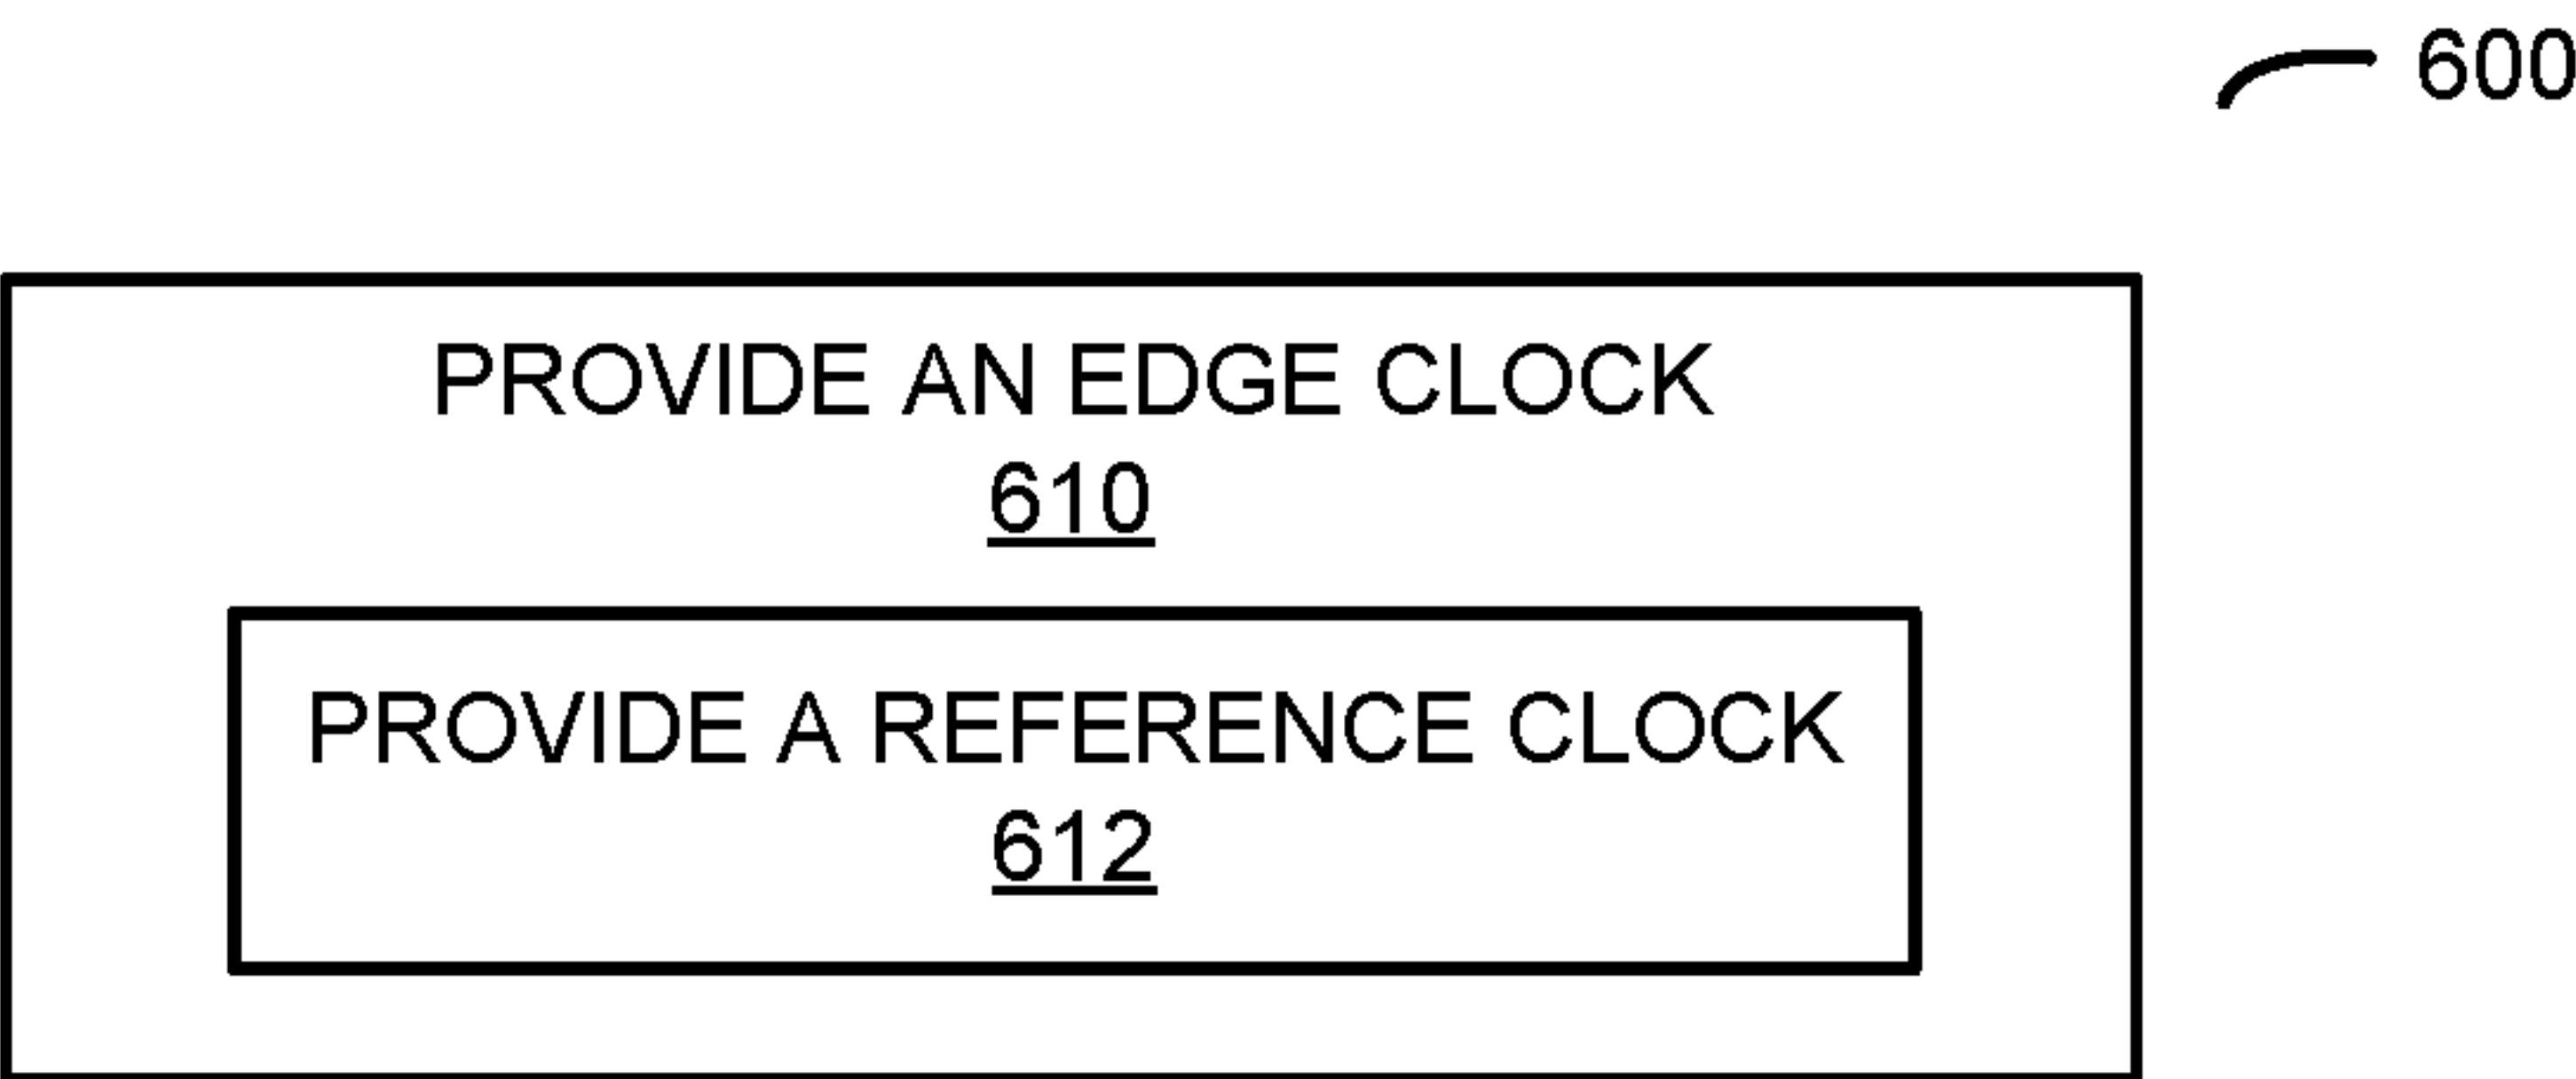 600
PROVIDE AN EDGE CLOCK
610
PROVIDE A REFERENCE CLOCK
612